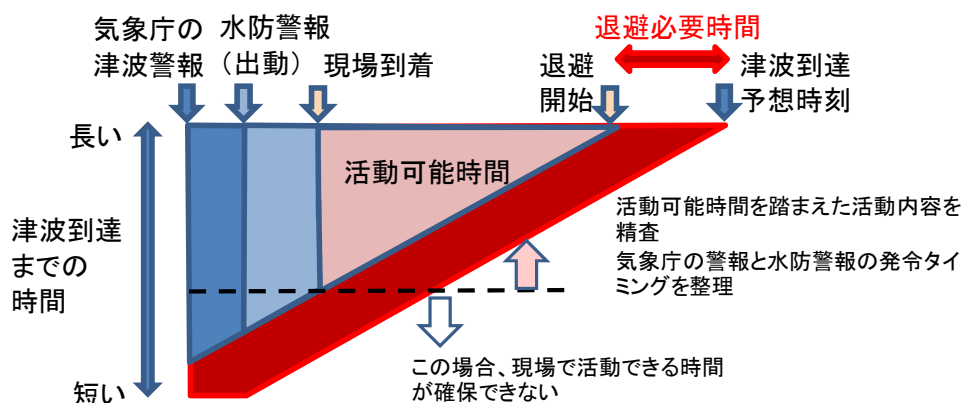 気象庁の
津波警報
水防警報
（出動）
現場到着
退避必要時間
退避
開始
津波到達
予想時刻
長い
活動可能時間
津波到達
までの
時間
活動可能時間を踏まえた活動内容を
精査
気象庁の警報と水防警報の発令タイ
ミングを整理
この場合、現場で活動できる時間
が確保できない
短い